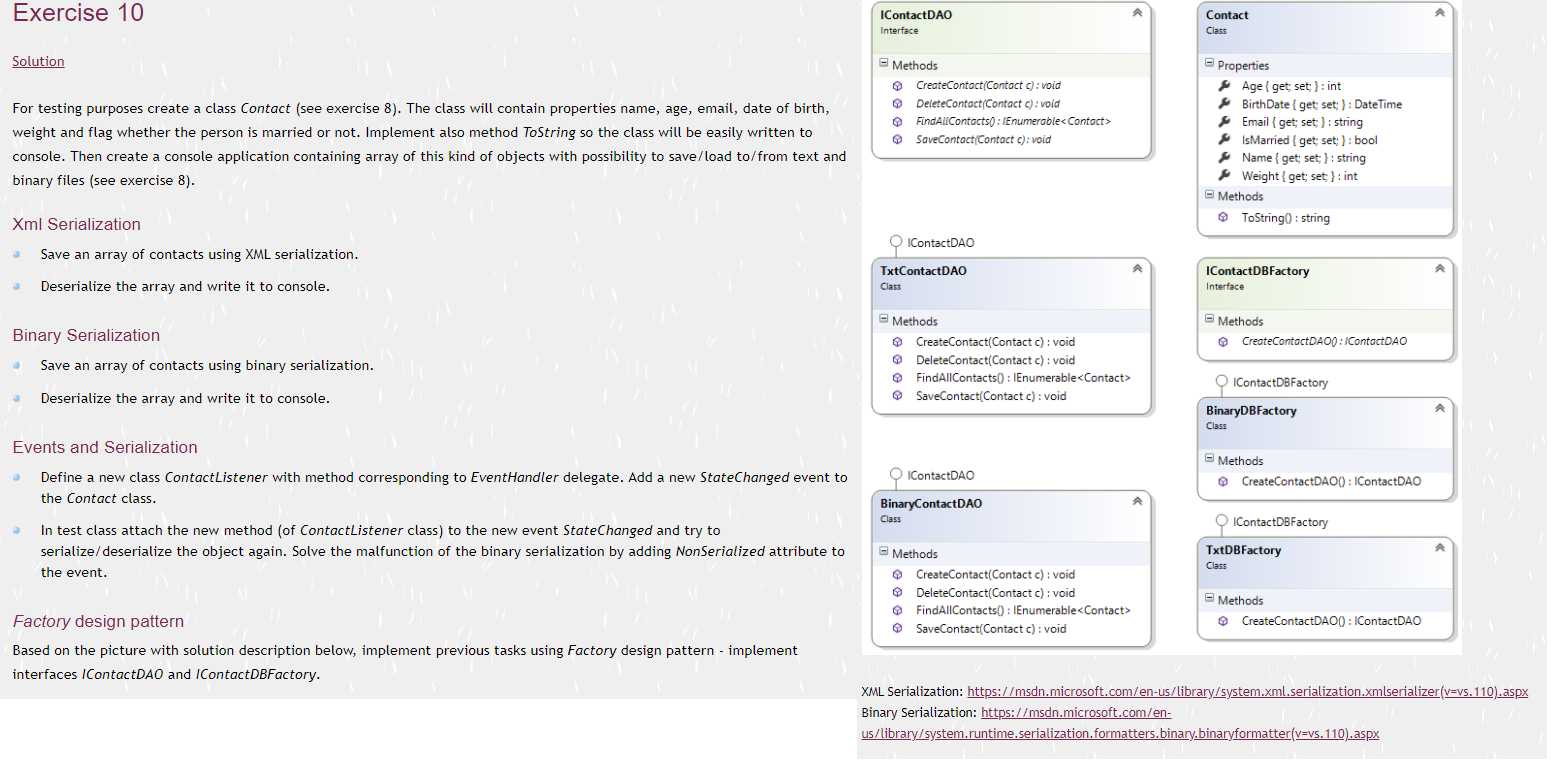 Exercise 10
Solution
For testing purposes create a class Contact (see exercise 8). The class will contain properties name, age, email, date of birth,
weight and flag whether the person is married or not. Implement also method ToString so the class will be easily written to
console. Then create a console application containing array of this kind of objects with possibility to save/load to/from text and
binary files (see exercise 8).
Xml Serialization
Save an array of contacts using XML serialization.
Deserialize the array and write it to console.
Binary Serialization
Save an array of contacts using binary serialization.
Deserialize the array and write it to console.
Events and Serialization
Define a new class ContactListener with method corresponding to EventHandler delegate. Add a new StateChanged event to
the Contact class.
In test class attach the new method (of ContactListener class) to the new event StateChanged and try to
serialize/deserialize the object again. Solve the malfunction of the binary serialization by adding NonSerialized attribute to
the event.
Factory design pattern
Based on the picture with solution description below, implement previous tasks using Factory design pattern - implement
interfaces IContactDAO and IContactDBFactory.
IContactDAO
Interface
Methods
CreateContact(Contact c) : void
DeleteContact(Contact c) : void
FindAllContacts() : IEnumerable<Contact>
SaveContact(Contact c) : void
Contact
Class
Properties
Age { get; set; } : int
BirthDate { get; set; } : DateTime
Email { get; set; } : string
IsMarried { get; set; } : bool
Name { get; set; } : string
Weight { get; set; } : int
Methods
ToString() : string
IContactDAO
TxtContactDAO
Class
Methods
CreateContact(Contact c) : void
DeleteContact(Contact c) : void
FindAllContacts() : IEnumerable<Contact>
SaveContact(Contact c) : void
IContactDBFactory
Interface
Methods
CreateContactDAO() : IContactDAO
IContactDBFactory
BinaryDBFactory
Class
Methods
CreateContactDAO() : IContactDAO
IContactDAO
BinaryContactDAO
Class
Methods
CreateContact(Contact c) : void
DeleteContact(Contact c) : void
FindAllContacts() : IEnumerable<Contact>
SaveContact(Contact c) : void
IContactDBFactory
TxtDBFactory
Class
Methods
CreateContactDAO() : IContactDAO
XML Serialization: https://msdn.microsoft.com/en-us/library/system.xml.serialization.xmlserializer(v=vs.110).aspx
Binary Serialization: https://msdn.microsoft.com/en-
us/library/system.runtime.serialization.formatters.binary.binaryformatter(v=vs.110).aspx